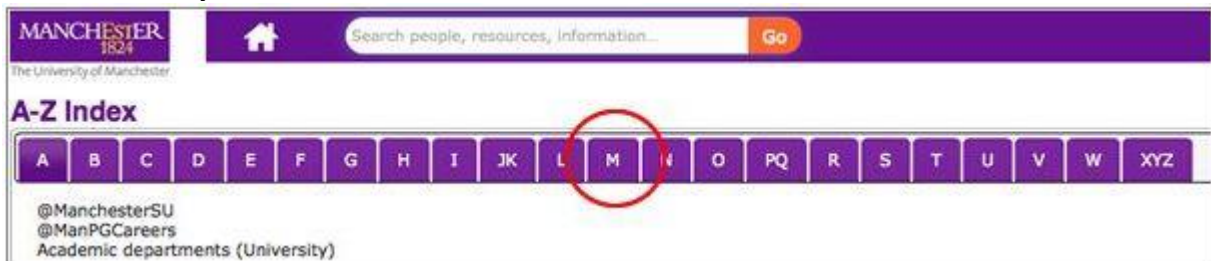 MANCHESTER
1824
The University of Manchester
Search people, resources, information...
Go
A-Z Index
A B C D E F G H I JK L M N O PQ R S T U V W XYZ
@ManchesterSU
@ManPGCareers
Academic departments (University)